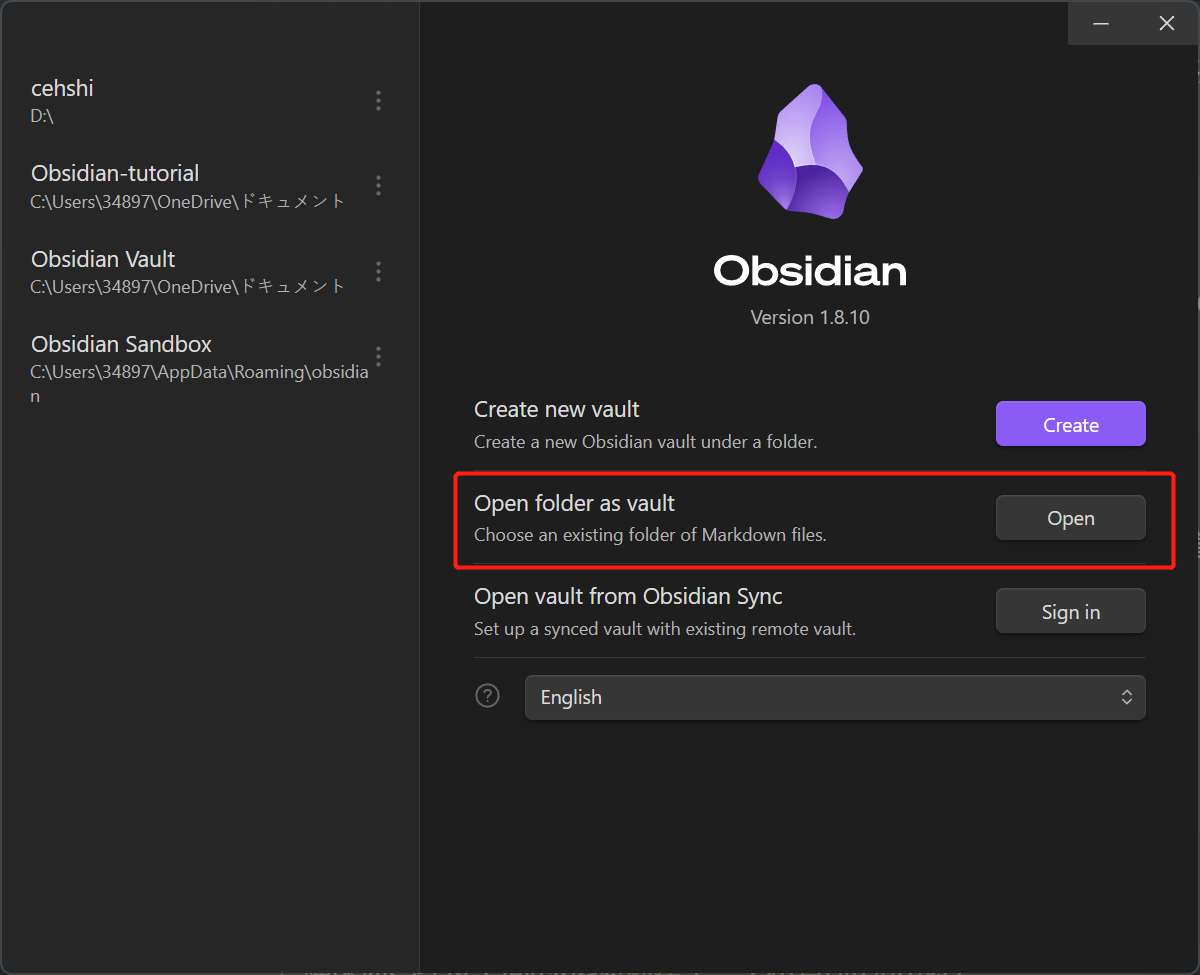 cehshi
D:\
Obsidian-tutorial
C:\Users\34897\OneDrive\ドキュメント
Obsidian Vault
C:\Users\34897\OneDrive\ドキュメント
Obsidian Sandbox
C:\Users\34897\AppData\Roaming\obsidia
n
Obsidian
Version 1.8.10
Create new vault
Create a new Obsidian vault under a folder.
Create
Open folder as vault
Choose an existing folder of Markdown files.
Open
Open vault from Obsidian Sync
Set up a synced vault with existing remote vault.
Sign in
?
English